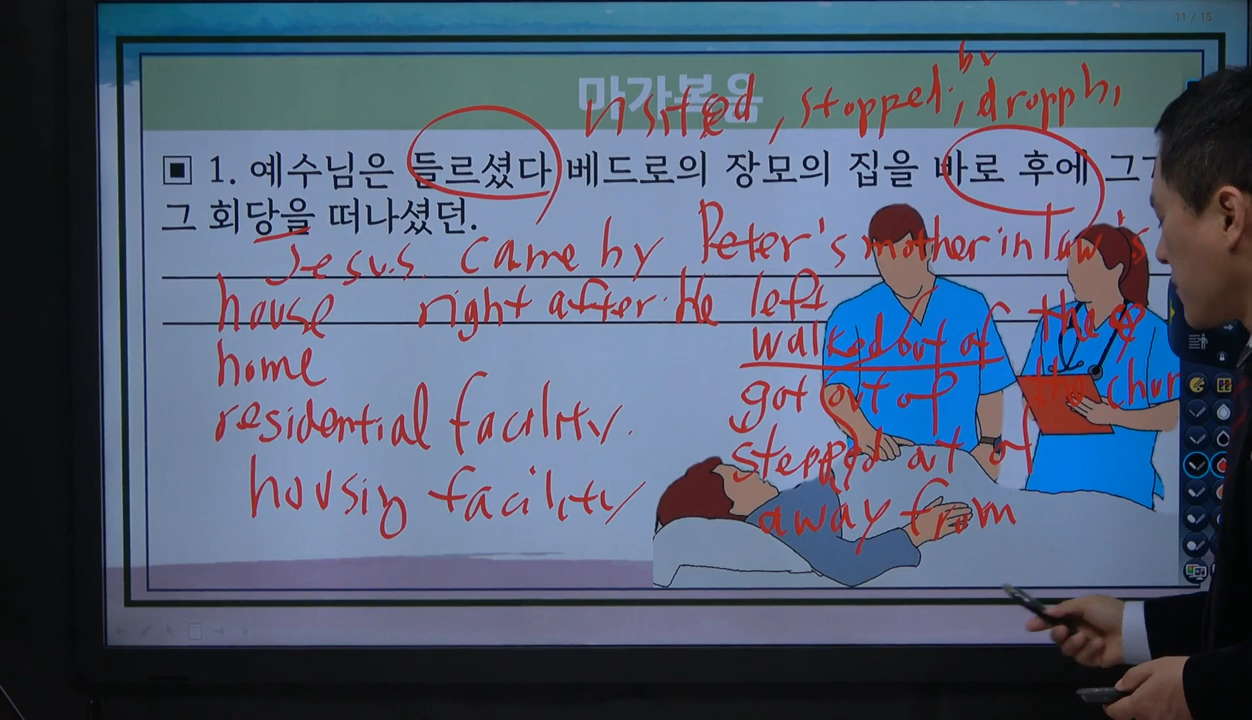 11 / 15
마가복음
visited, stopped by, dropped
■ 1. 예수님은 들르셨다 베드로의 장모의 집을 바로 후에 그가
그 회당을 떠나셨던.
Jesus came by Peter's mother in law's
house right after He left
home walked out of the
residential facility. got out of the chur
housing facility stepped out of
away from